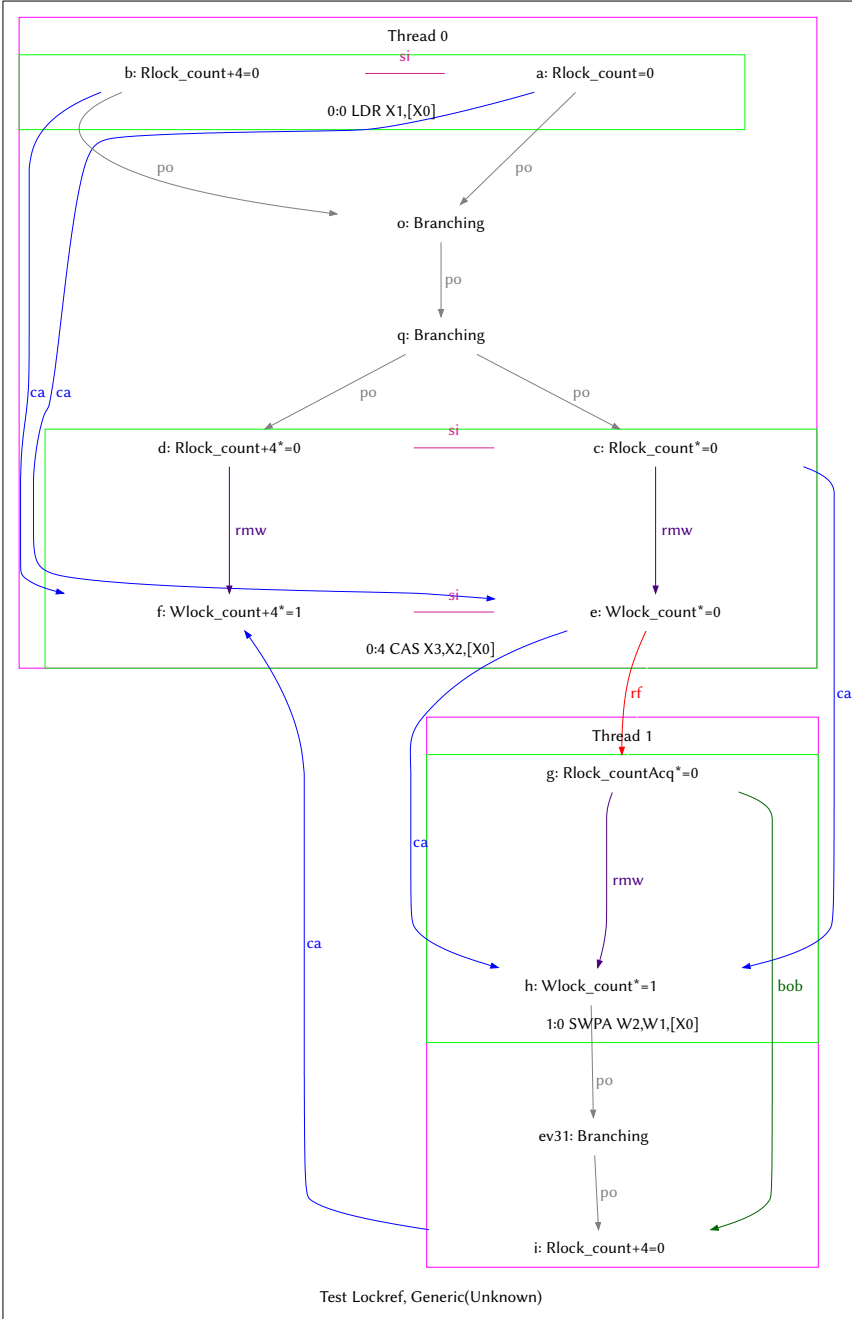 Thread 0
si
b: Rlock_count+4=0
a: Rlock_count=0
0:0 LDR X1,[X0]
po
po
o: Branching
po
q: Branching
ca
ca
po
po
si
d: Rlock_count+4*=0
c: Rlock_count*=0
rmw
rmw
si
f: Wlock_count+4*=1
e: Wlock_count*=0
0:4 CAS X3,X2,[X0]
rf
ca
Thread 1
g: Rlock_countAcq*=0
ca
rmw
ca
h: Wlock_count*=1
bob
1:0 SWPA W2,W1,[X0]
po
ev31: Branching
po
i: Rlock_count+4=0
Test Lockref, Generic(Unknown)